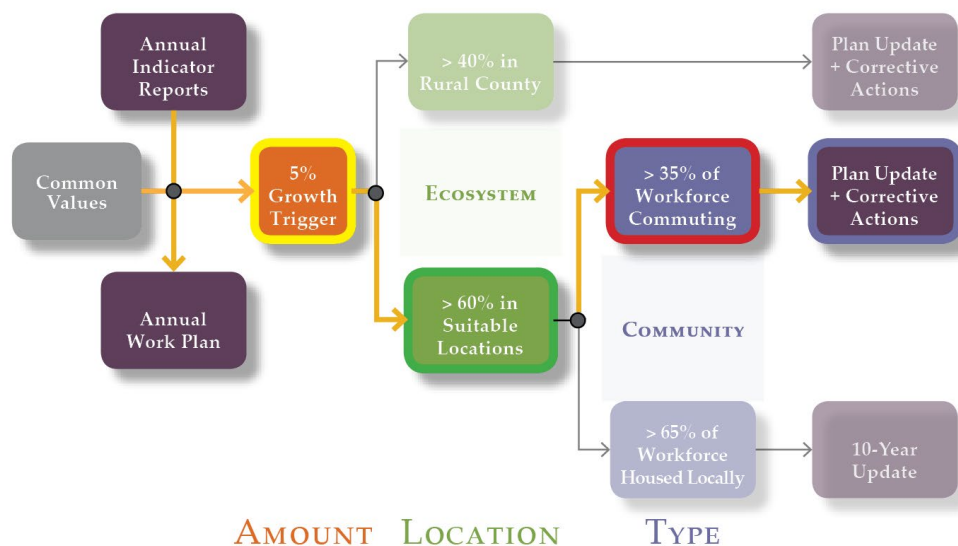 Annual
Indicator
Reports
> 40% in
Rural County
Plan Update
+ Corrective
Actions
Common
Values
5%
Growth
Trigger
ECOSYSTEM
> 35% of
Workforce
Commuting
Plan Update
+ Corrective
Actions
Annual
Work Plan
> 60% in
Suitable
Locations
COMMUNITY
> 65% of
Workforce
Housed Locally
10-Year
Update
AMOUNT LOCATION TYPE